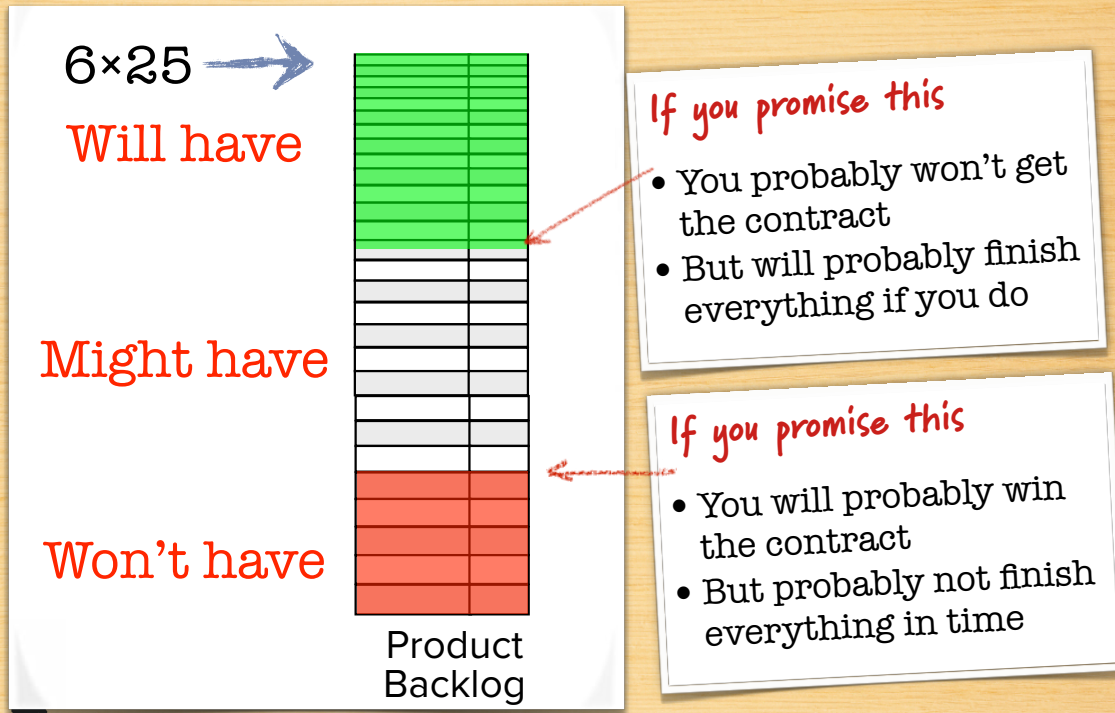 6×25
Will have
Might have
Won't have
Product
Backlog
If you promise this
• You probably won't get
the contract
• But will probably finish
everything if you do
If you promise this
• You will probably win
the contract
• But probably not finish
everything in time